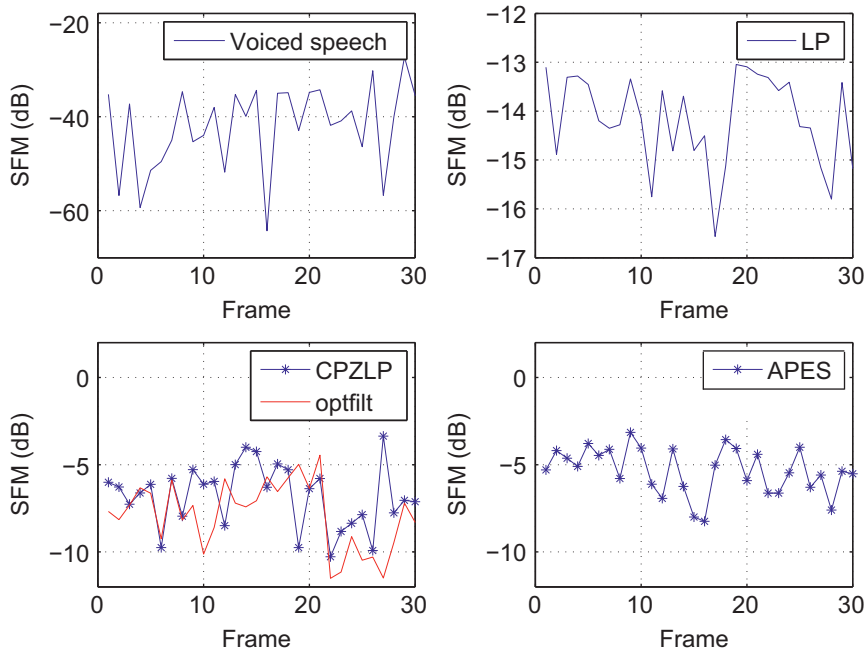 −20
−40
−60
0
10
20
30
SFM (dB)
Frame
Voiced speech
−12
−13
−14
−15
−16
−17
0
10
20
30
SFM (dB)
Frame
LP
0
−5
−10
0
10
20
30
SFM (dB)
Frame
CPZLP
optfilt
0
−5
−10
0
10
20
30
SFM (dB)
Frame
APES